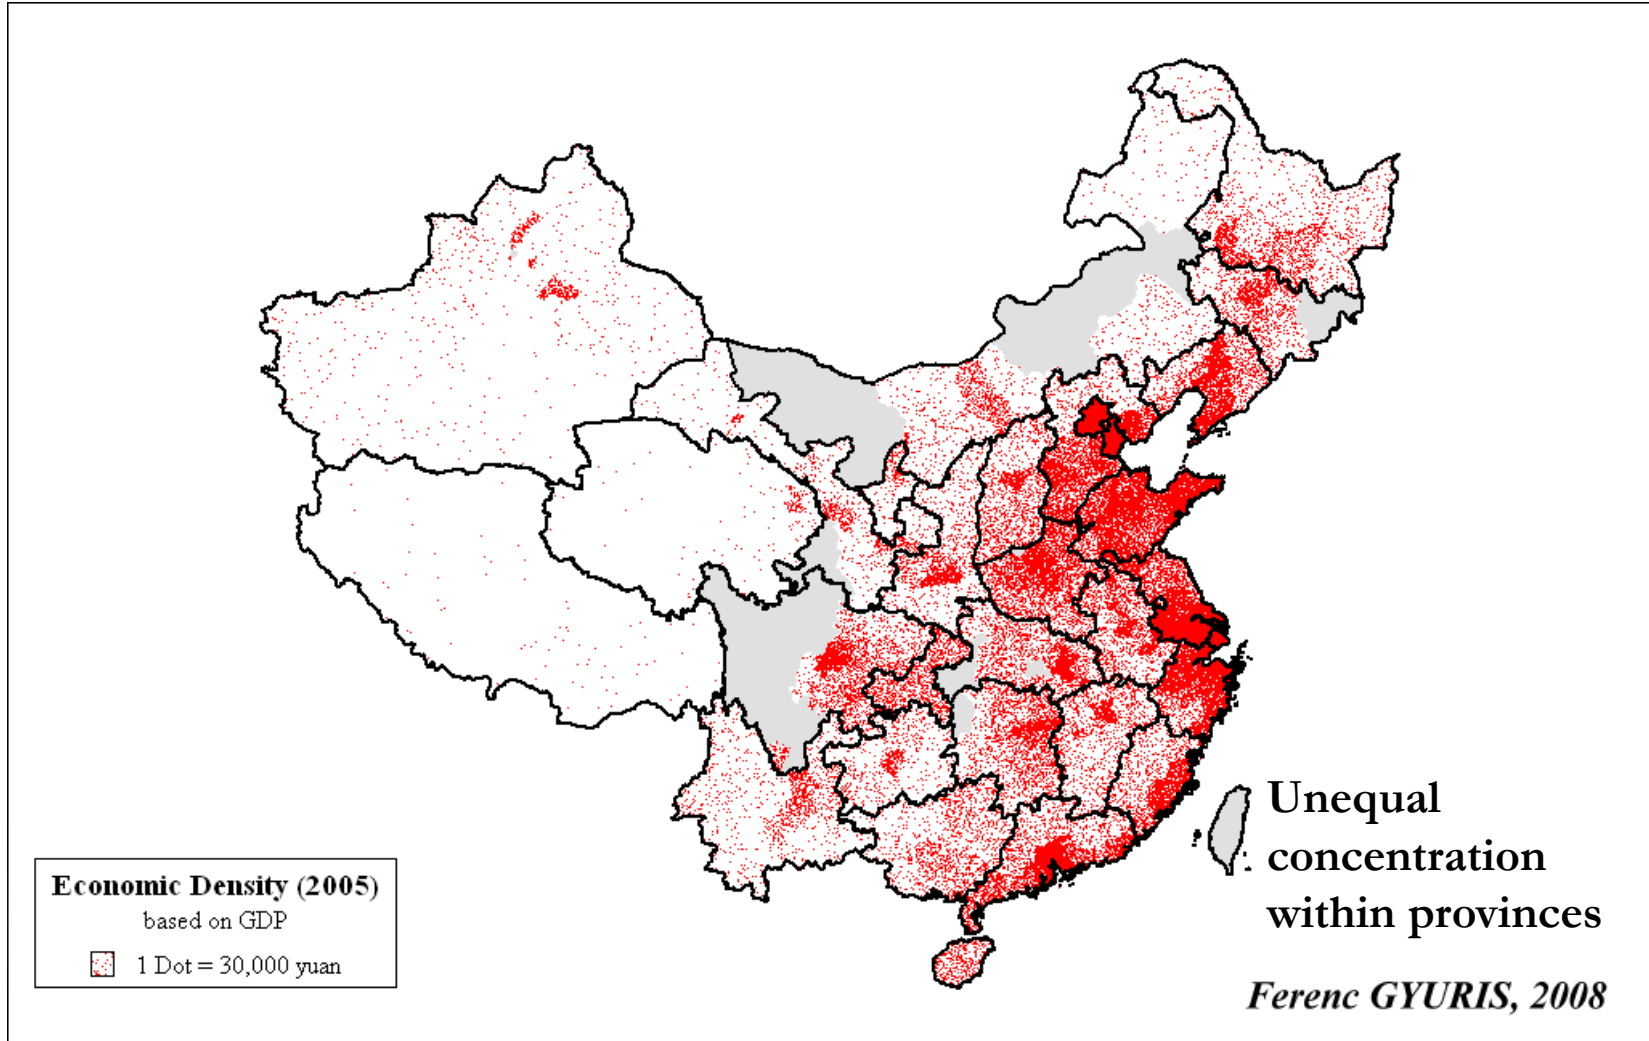 Unequal
concentration
within provinces
Economic Density (2005)
based on GDP
1 Dot = 30,000 yuan
Ferenc GYURIS, 2008